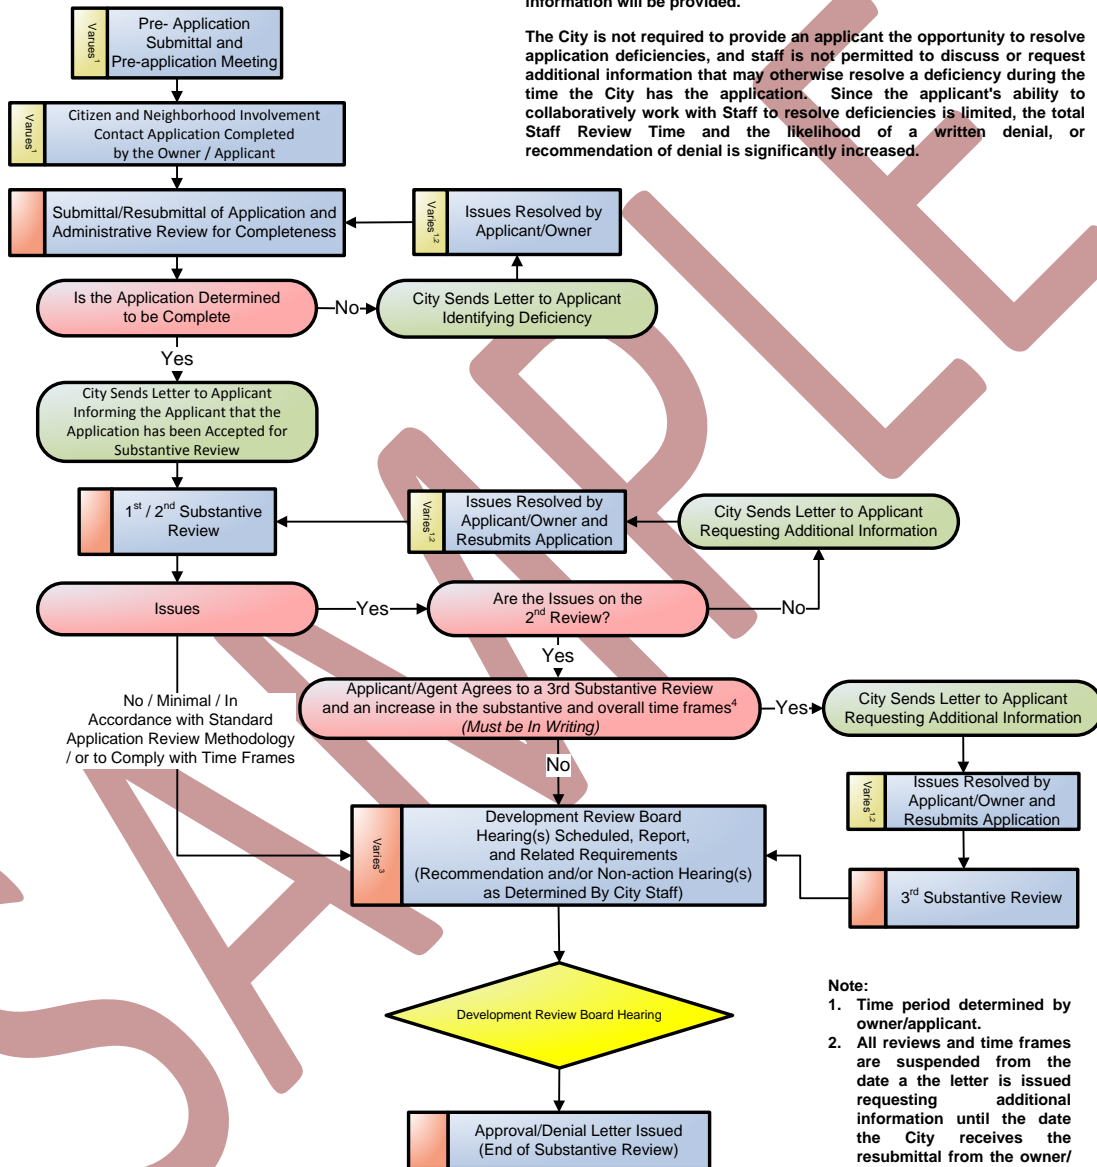 information will be provided.
The City is not required to provide an applicant the opportunity to resolve
application deficiencies, and staff is not permitted to discuss or request
additional information that may otherwise resolve a deficiency during the
time the City has the application. Since the applicant's ability to
collaboratively work with Staff to resolve deficiencies is limited, the total
Staff Review Time and the likelihood of a written denial, or
recommendation of denial is significantly increased.
Varues¹
Pre- Application
Submittal and
Pre-application Meeting
Varues¹
Citizen and Neighborhood Involvement
Contact Application Completed
by the Owner / Applicant
Submittal/Resubmittal of Application and
Administrative Review for Completeness
Varies¹,²
Issues Resolved by
Applicant/Owner
Is the Application Determined
to be Complete
No
City Sends Letter to Applicant
Identifying Deficiency
Yes
City Sends Letter to Applicant
Informing the Applicant that the
Application has been Accepted for
Substantive Review
1st / 2nd Substantive
Review
Varies¹,²
Issues Resolved by
Applicant/Owner and
Resubmits Application
City Sends Letter to Applicant
Requesting Additional Information
Issues
Yes
Are the Issues on the
2nd Review?
No
Yes
No / Minimal / In
Accordance with Standard
Application Review Methodology
/ or to Comply with Time Frames
Applicant/Agent Agrees to a 3rd Substantive Review
and an increase in the substantive and overall time frames⁴
(Must be In Writing)
Yes
City Sends Letter to Applicant
Requesting Additional Information
No
Varies¹,²
Issues Resolved by
Applicant/Owner and
Resubmits Application
Varies³
Development Review Board
Hearing(s) Scheduled, Report,
and Related Requirements
(Recommendation and/or Non-action Hearing(s)
as Determined By City Staff)
3rd Substantive Review
Development Review Board Hearing
Approval/Denial Letter Issued
(End of Substantive Review)
Note:
1. Time period determined by
owner/applicant.
2. All reviews and time frames
are suspended from the
date a the letter is issued
requesting additional
information until the date
the City receives the
resubmittal from the owner/
SAMPLE